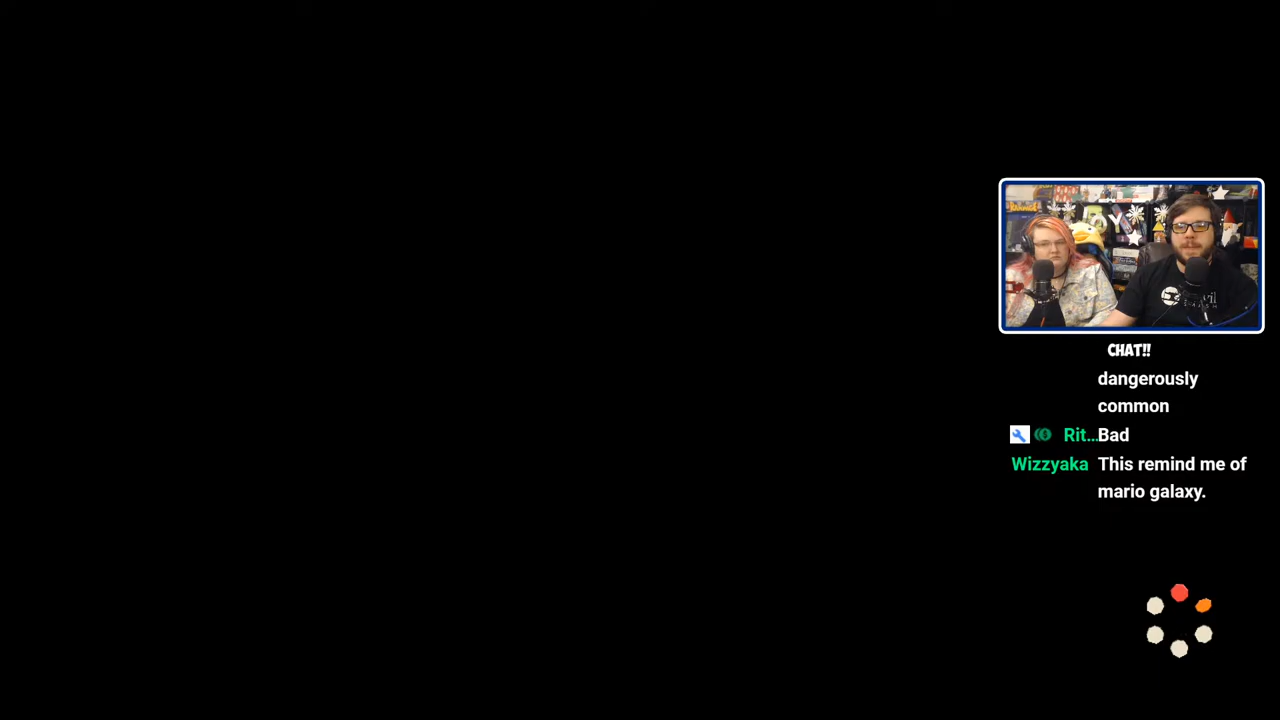 CHAT!!
dangerously
common
Rit... Bad
Wizzyaka This remind me of
mario galaxy.